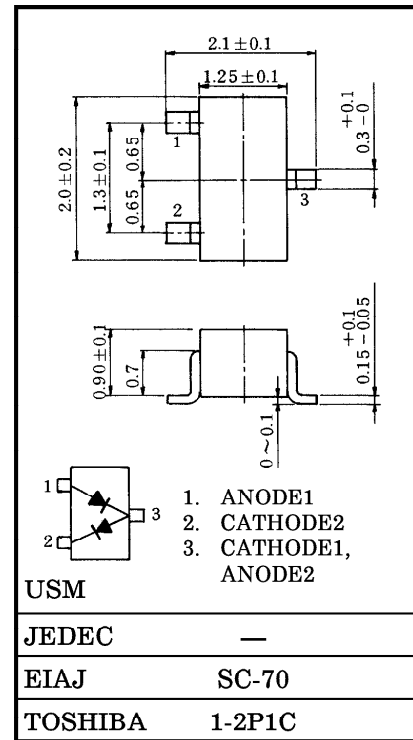 2.1±0.1
1.25±0.1
+0.1
0.3 -0
2.0±0.2
1.3±0.1
0.65
0.65
1
2
3
0.90±0.1
0.7
+0.1
0.15 -0.05
0~0.1
1
2
3
1. ANODE1
2. CATHODE2
3. CATHODE1,
ANODE2
USM
JEDEC —
EIAJ SC-70
TOSHIBA 1-2P1C